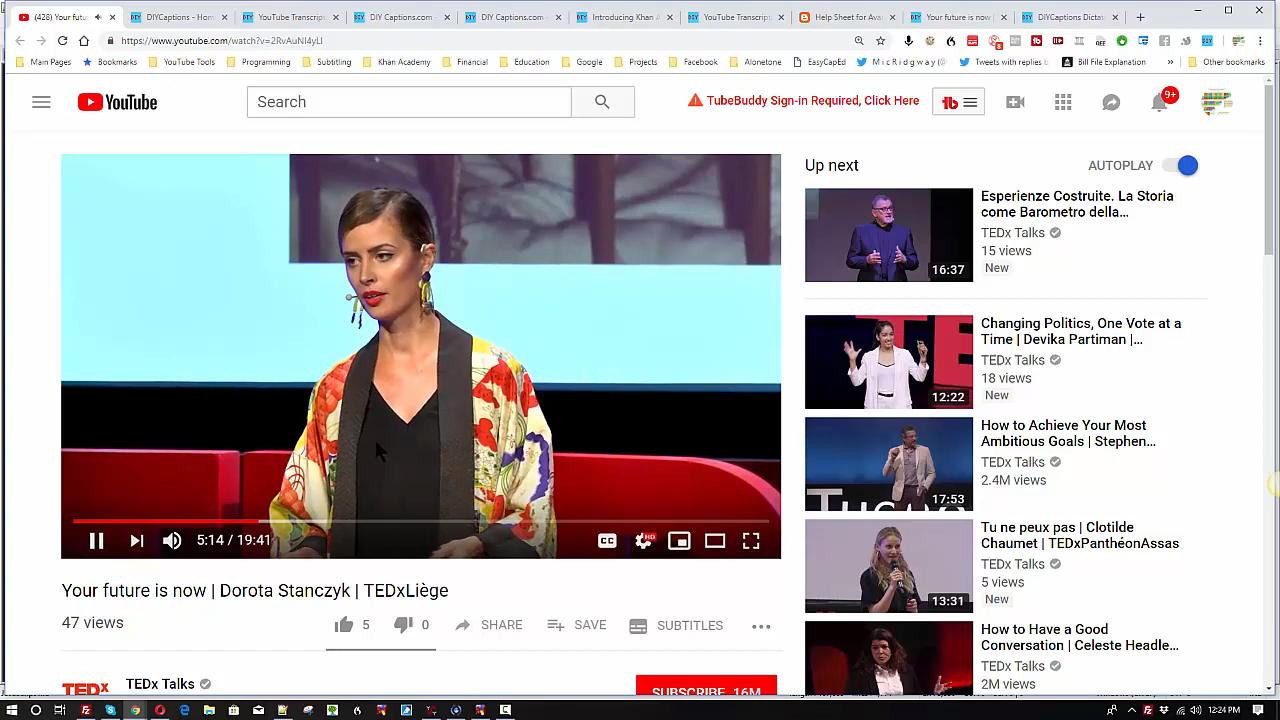 (428) Your futu
DIYCaptions - Hom
YouTube Transcrip
DIY Captions.com
DIY Captions.com
Introducing Khan A
YouTube Transcrip
Help Sheet for Ava
Your future is now
DIYCaptions Dictat
https://www.youtube.com/watch?v=2RvAuNl4yLI
Main Pages
Bookmarks
YouTube Tools
Programming
Subtitling
Khan Academy
Financial
Education
Google
Projects
Facebook
Alonetone
EasyCapEd
M i c R i d g w a y (@
Tweets with replies b
Bill File Explanation
»
Other bookmarks
YouTube
Search
TubeBuddy Sign-in Required, Click Here
tb
9+
Up next
AUTOPLAY
Esperienze Costruite. La Storia
come Barometro della...
TEDx Talks
15 views
New
16:37
Changing Politics, One Vote at a
Time | Devika Partiman |...
TEDx Talks
18 views
New
12:22
How to Achieve Your Most
Ambitious Goals | Stephen...
TEDx Talks
2.4M views
17:53
Tu ne peux pas | Clotilde
Chaumet | TEDxPanthéonAssas
TEDx Talks
5 views
New
13:31
How to Have a Good
Conversation | Celeste Headle...
TEDx Talks
2M views
5:14 / 19:41
CC
HD
Your future is now | Dorota Stanczyk | TEDxLiège
47 views
5
0
SHARE
SAVE
SUBTITLES
TEDx
TEDx Talks
SUBSCRIBE 16M
12:24 PM